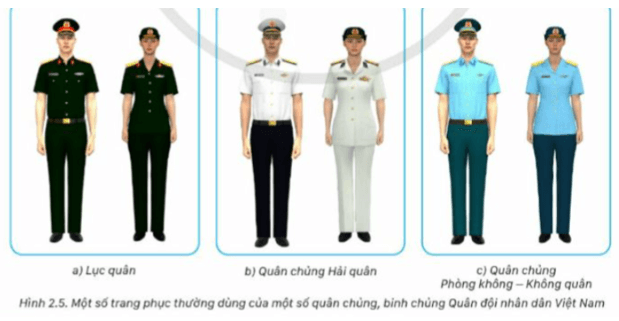 a) Lục quân
b) Quân chủng Hải quân
c) Quân chủng
Phòng không – Không quân
Hình 2.5. Một số trang phục thường dùng của một số quân chủng, binh chủng Quân đội nhân dân Việt Nam